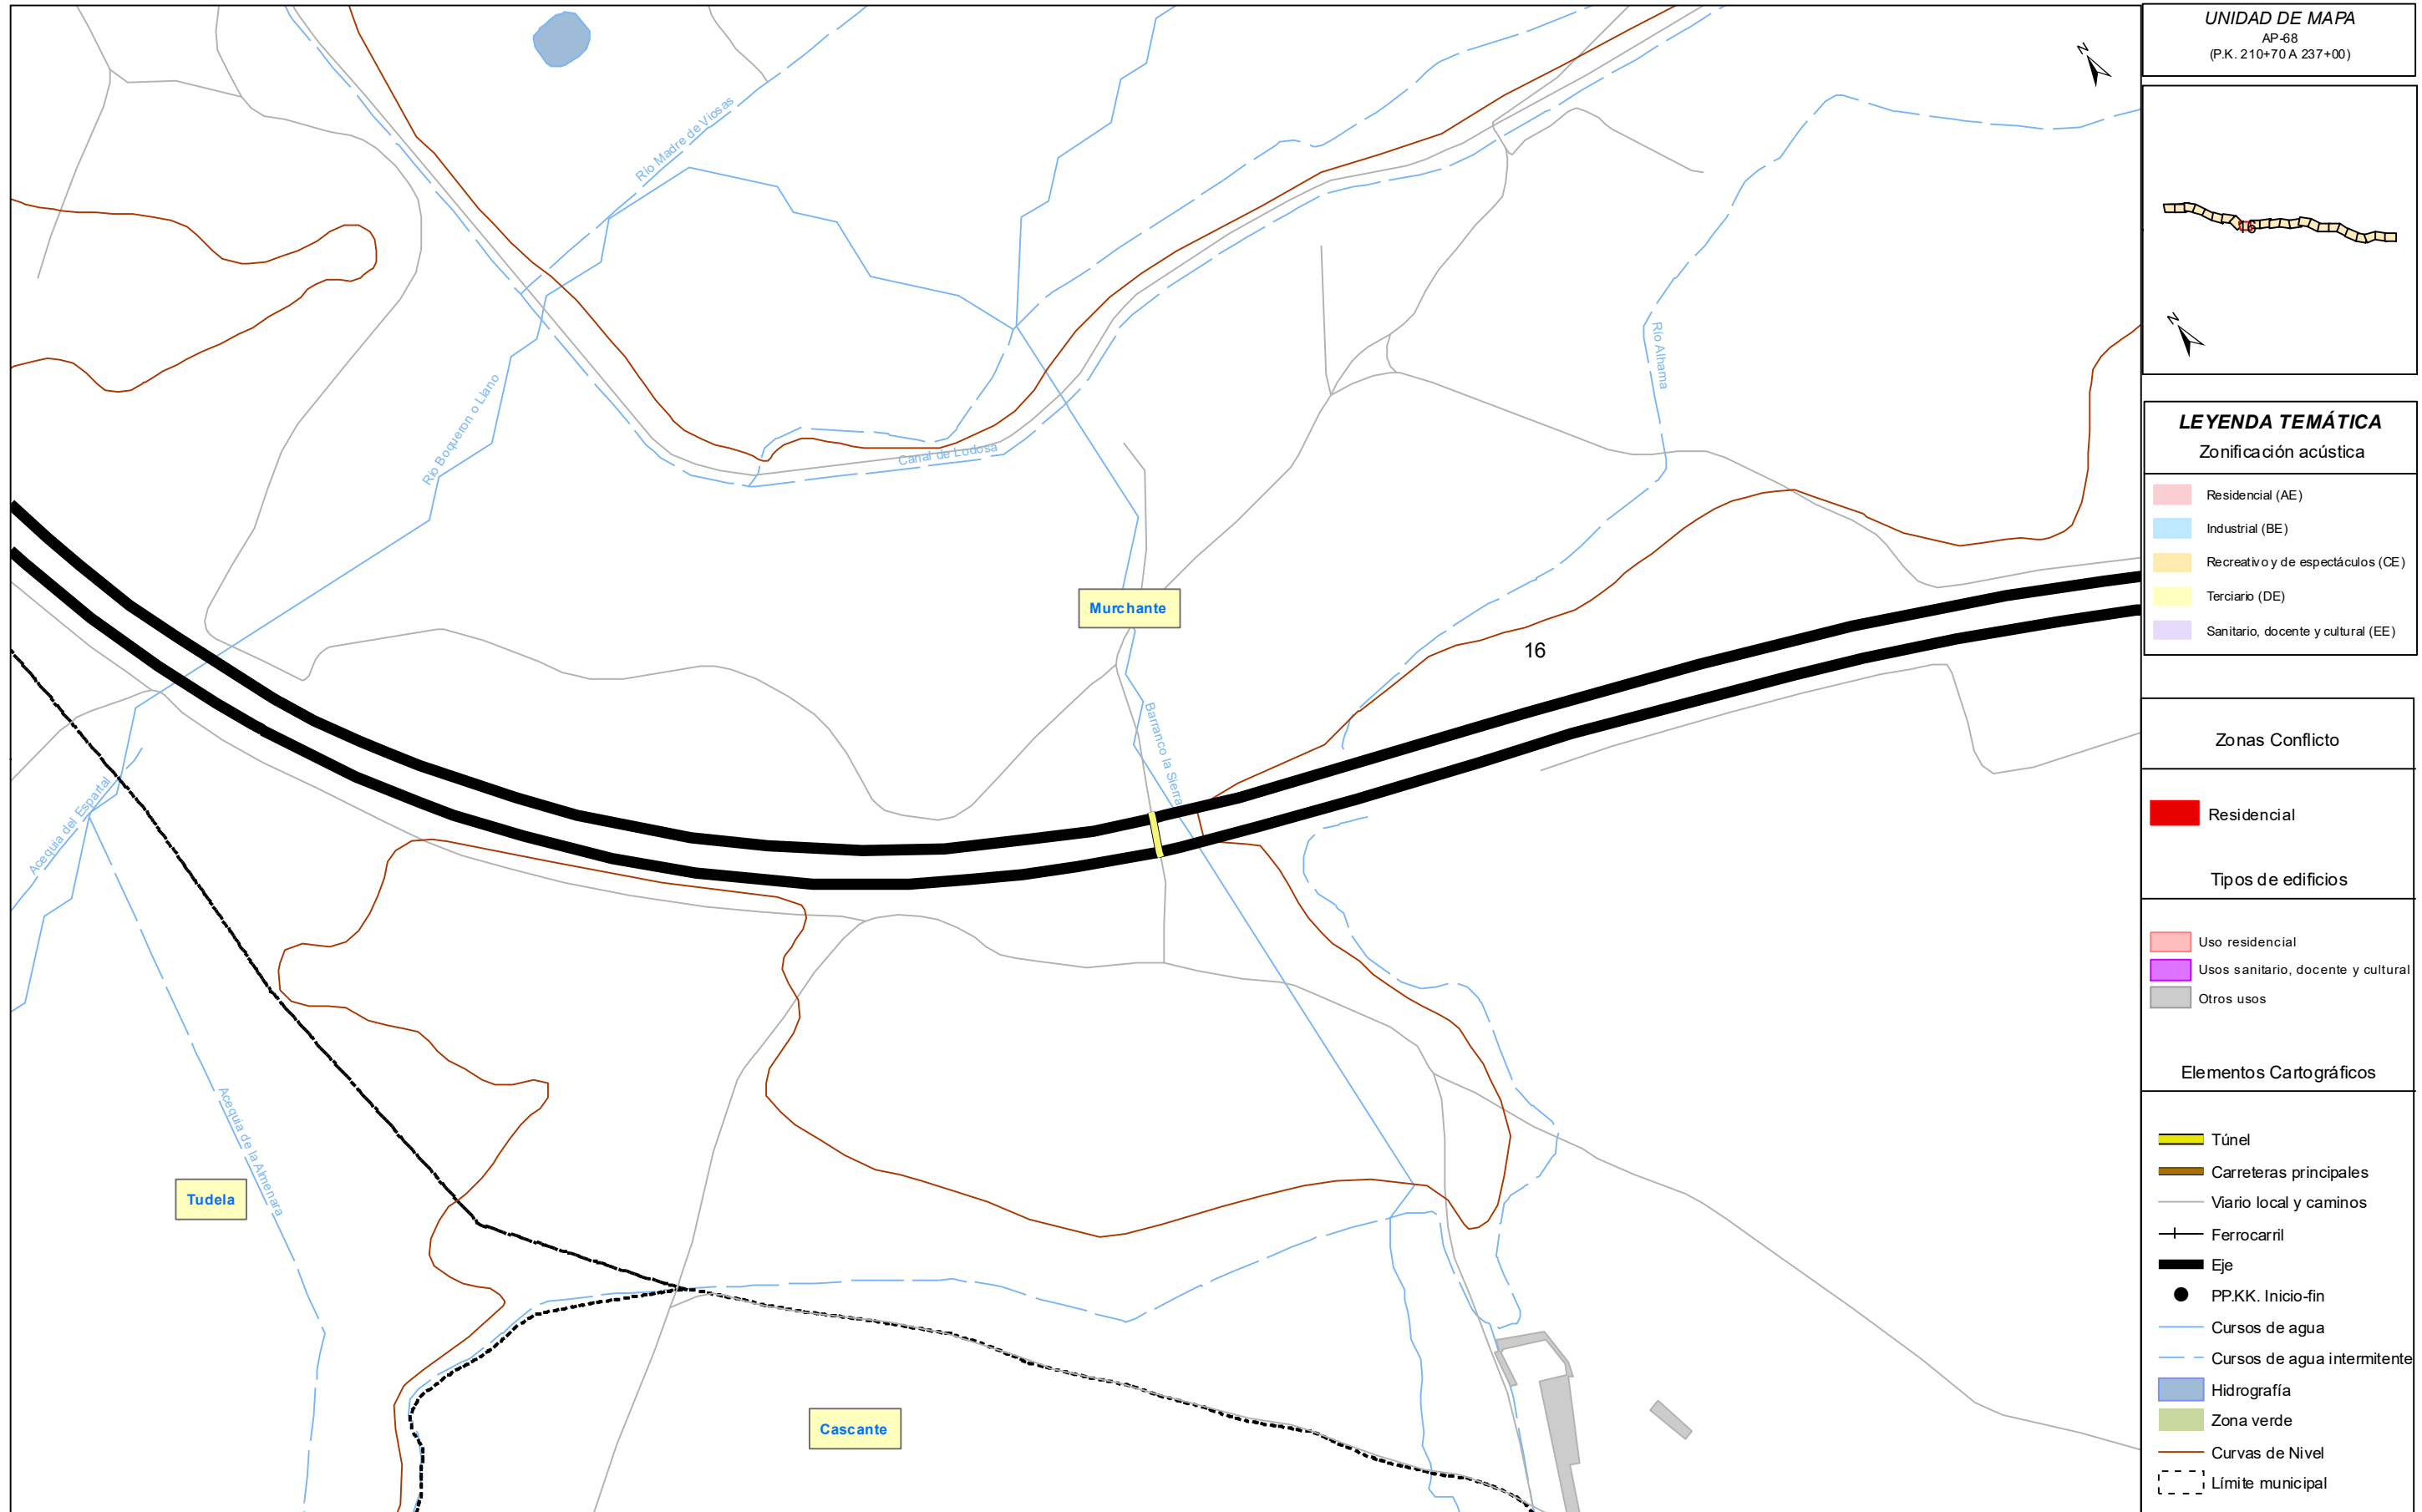 Río Madre de Viosas
Río Boqueron o Llano
Canal de Lodosa
Río Alhama
Murchante
16
Barranco la Sierra
Acequia del Espartal
Acequia de la Almenara
Tudela
Cascante
N
UNIDAD DE MAPA
AP-68
(P.K. 210+70 A 237+00)
16
N
LEYENDA TEMÁTICA
Zonificación acústica
Residencial (AE)
Industrial (BE)
Recreativo y de espectáculos (CE)
Terciario (DE)
Sanitario, docente y cultural (EE)
Zonas Conflicto
Residencial
Tipos de edificios
Uso residencial
Usos sanitario, docente y cultural
Otros usos
Elementos Cartográficos
Túnel
Carreteras principales
Viario local y caminos
Ferrocarril
Eje
PP.KK. Inicio-fin
Cursos de agua
Cursos de agua intermitente
Hidrografía
Zona verde
Curvas de Nivel
Límite municipal